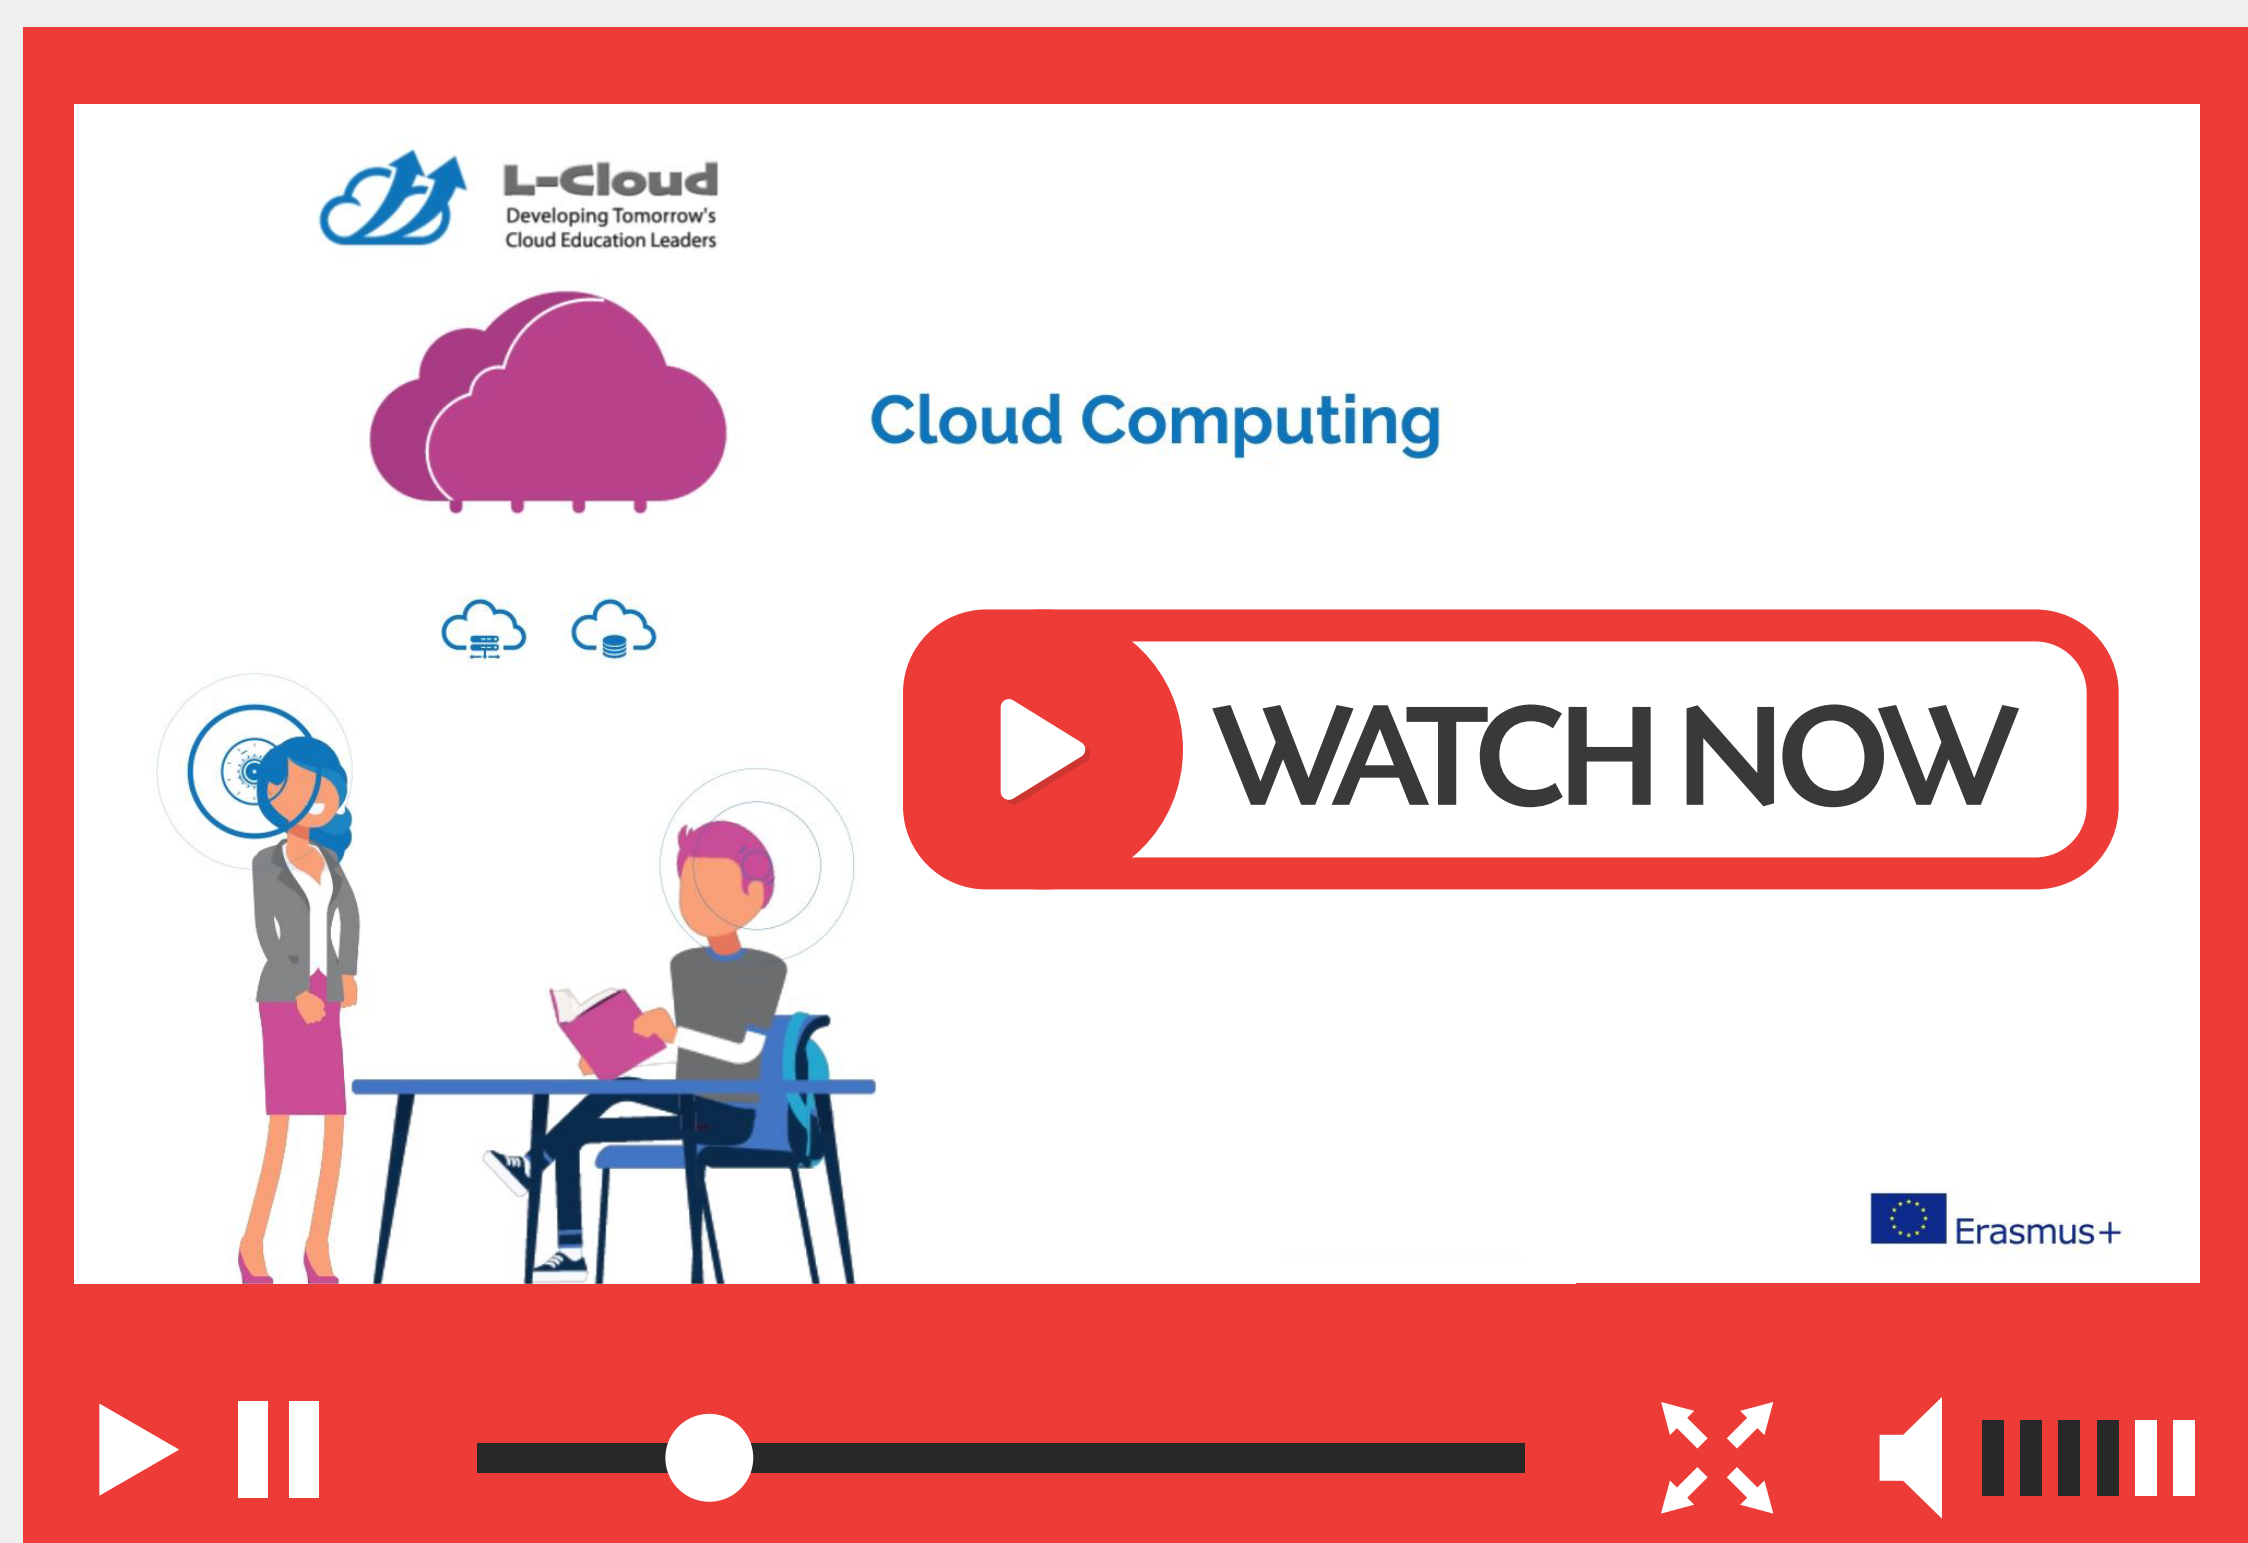 L-Cloud
Developing Tomorrow's
Cloud Education Leaders
Cloud Computing
WATCH NOW
Erasmus+